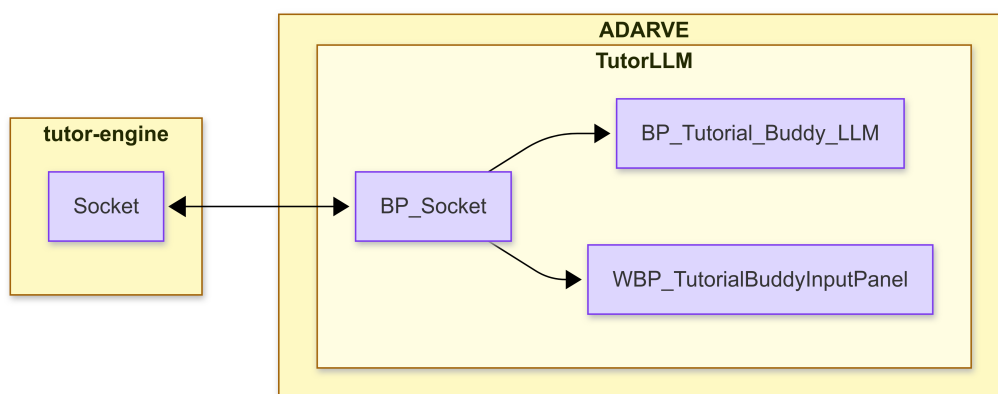 ADARVE
TutorLLM
tutor-engine
BP_Tutorial_Buddy_LLM
Socket
BP_Socket
WBP_TutorialBuddyInputPanel